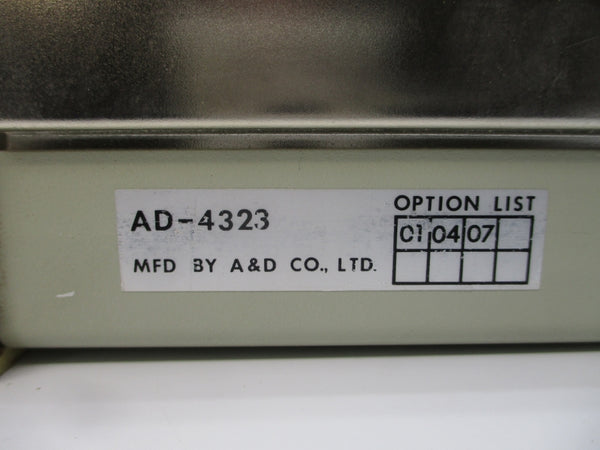 AD-4323
MFD BY A&D CO., LTD.
OPTION LIST
01 04 07